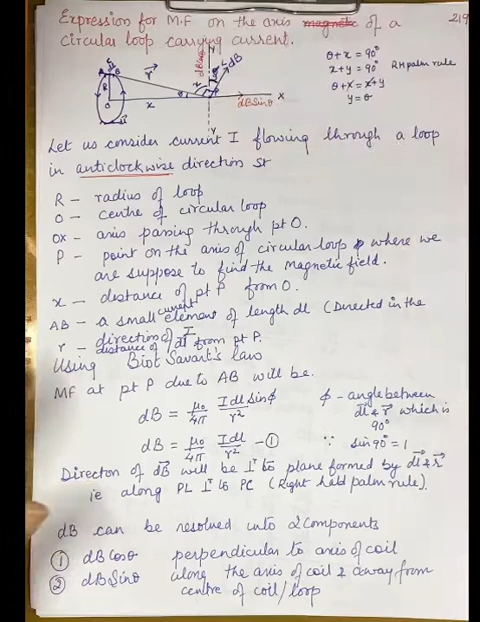 Expression for M.F on the axis of a 219
circular loop carrying current.
θ+x = 90°
x+y = 90° RH palm rule
θ+x = x+y
y = θ
Let us consider current I flowing through a loop
in anticlockwise direction st
R – radius of loop
O – centre of circular loop
OX – axis passing through pt O.
P – point on the axis of circular loop where we
are suppose to find the magnetic field.
x – distance of pt P from O.
AB – a small current element of length dl (Directed in the
direction of I
r – distance of dl from pt P.
Using Biot Savart's law
MF at pt P due to AB will be.
dB = μ0/4π Idl sinϕ/r² ϕ – angle between
dl & r which is
90°
dB = μ0/4π Idl/r² – ① ∵ sin 90° = 1
Directon of dB will be ⊥r to plane formed by dl & r
ie along PL ⊥r to PC (Right hald palm rule).
dB can be resolved into 2 components
① dB cosθ perpendicular to axis of coil
② dB sinθ along the axis of coil & away from
centre of coil/loop